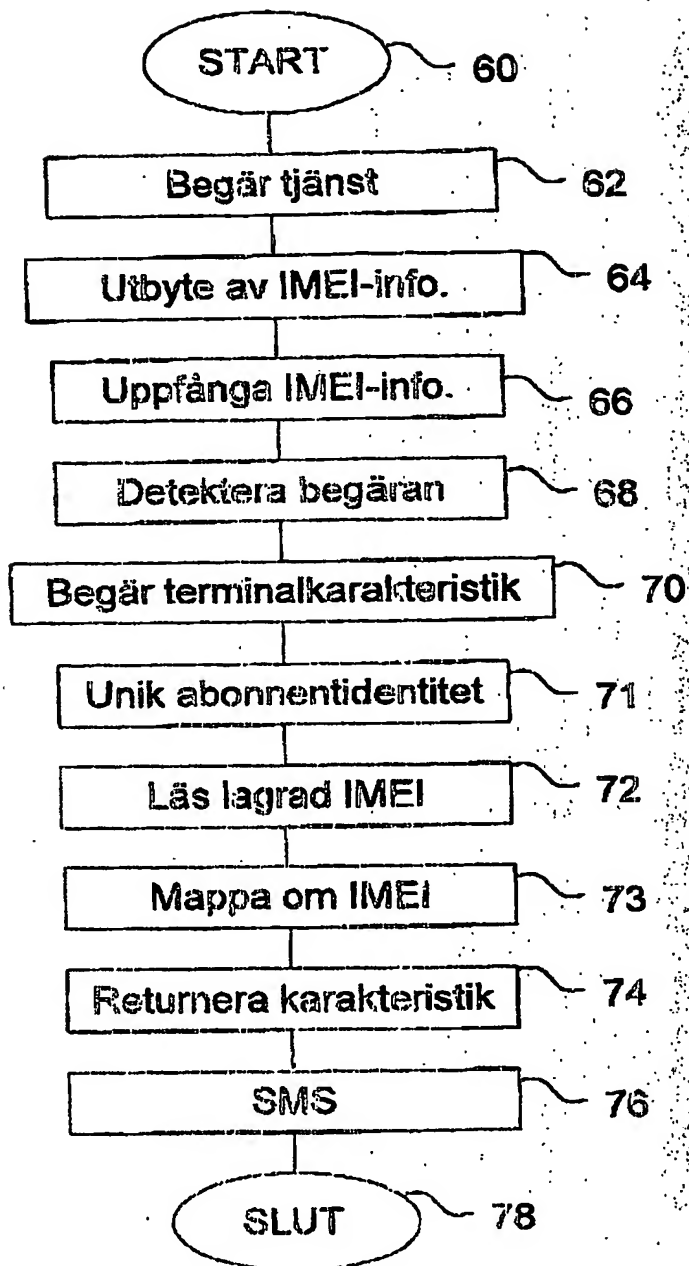 START 60
Begär tjänst 62
Utbyte av IMEI-info. 64
Uppfånga IMEI-info. 66
Detektera begäran 68
Begär terminalkarakteristik 70
Unik abonnentidentitet 71
Läs lagrad IMEI 72
Mappa om IMEI 73
Returnera karakteristik 74
SMS 76
SLUT 78